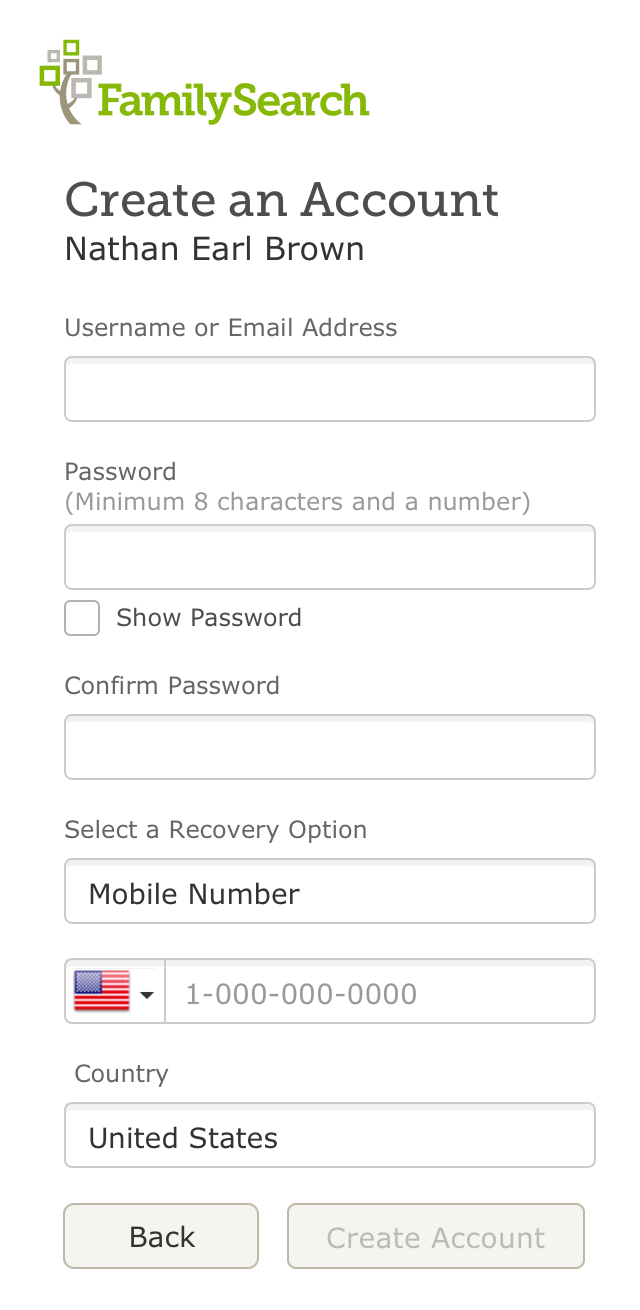 FamilySearch
Create an Account
Nathan Earl Brown
Username or Email Address
Password
(Minimum 8 characters and a number)
Show Password
Confirm Password
Select a Recovery Option
Mobile Number
1-000-000-0000
Country
United States
Back
Create Account